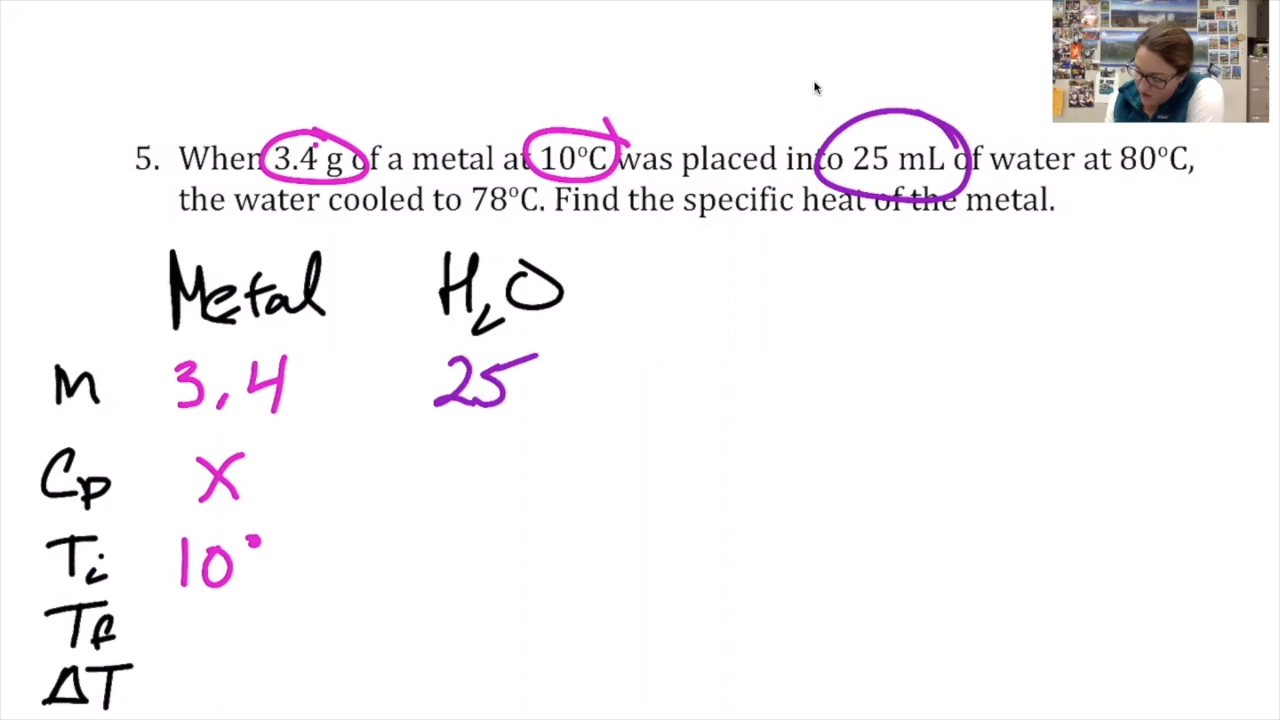 5. When 3.4 g of a metal at 10°C was placed into 25 mL of water at 80°C,
the water cooled to 78°C. Find the specific heat of the metal.
Metal H₂O
M 3.4 25
Cp X
Ti 10°
Tf
ΔT